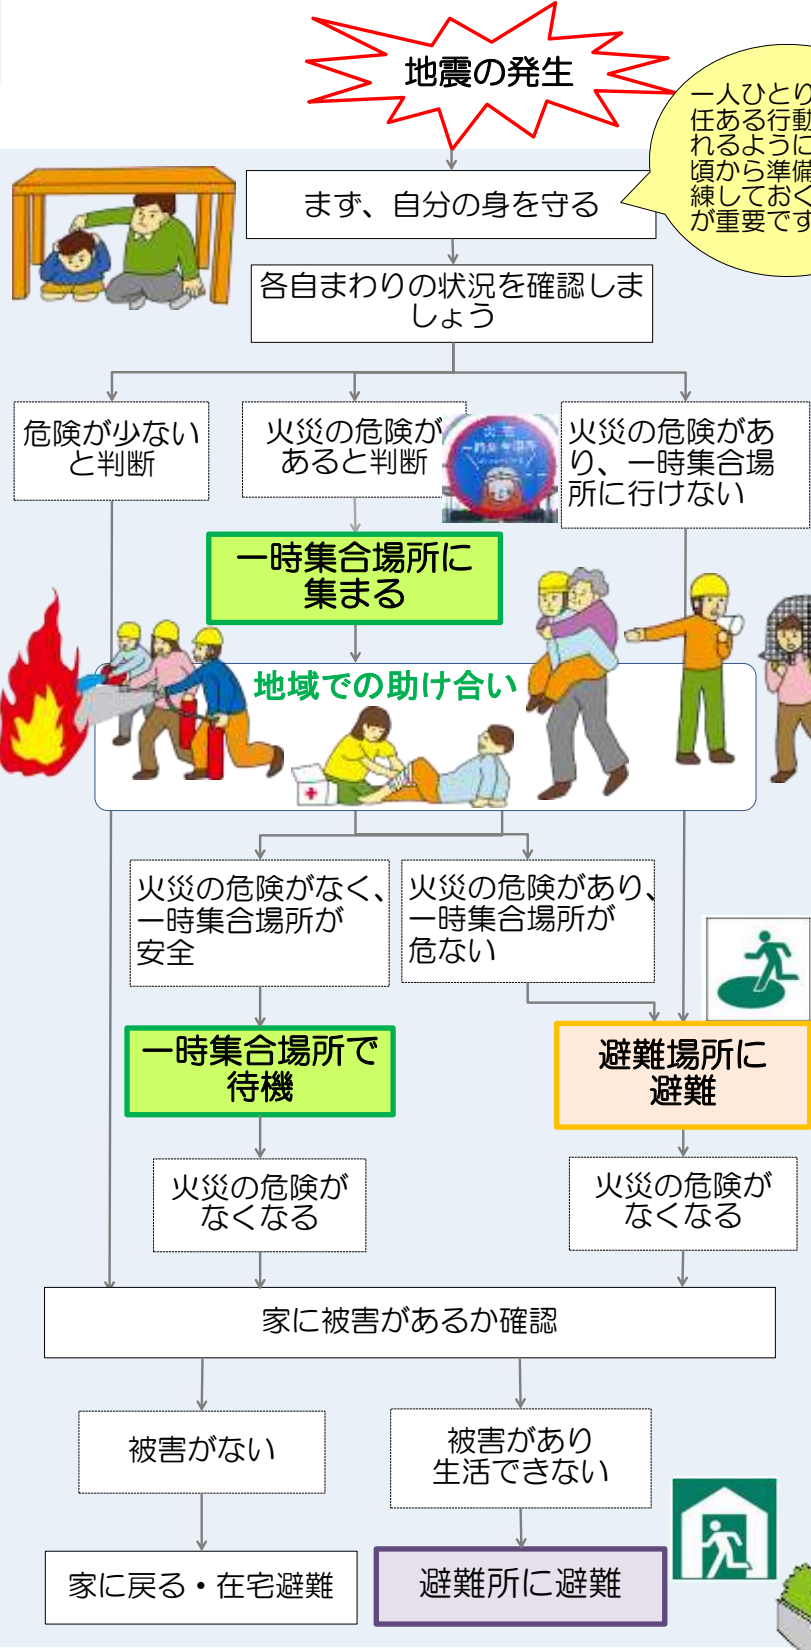 地震の発生
一人ひとり
任ある行動
れるように
頃から準備
練しておく
が重要です
まず、自分の身を守る
各自まわりの状況を確認しま
しょう
危険が少ない
と判断
火災の危険が
あると判断
一時集合場所
火災の危険があ
り、一時集合場
所に行けない
一時集合場所に
集まる
地域での助け合い
火災の危険がなく、
一時集合場所が
安全
火災の危険があり、
一時集合場所が
危ない
一時集合場所で
待機
避難場所に
避難
火災の危険が
なくなる
火災の危険が
なくなる
家に被害があるか確認
被害がない
被害があり
生活できない
家に戻る・在宅避難
避難所に避難